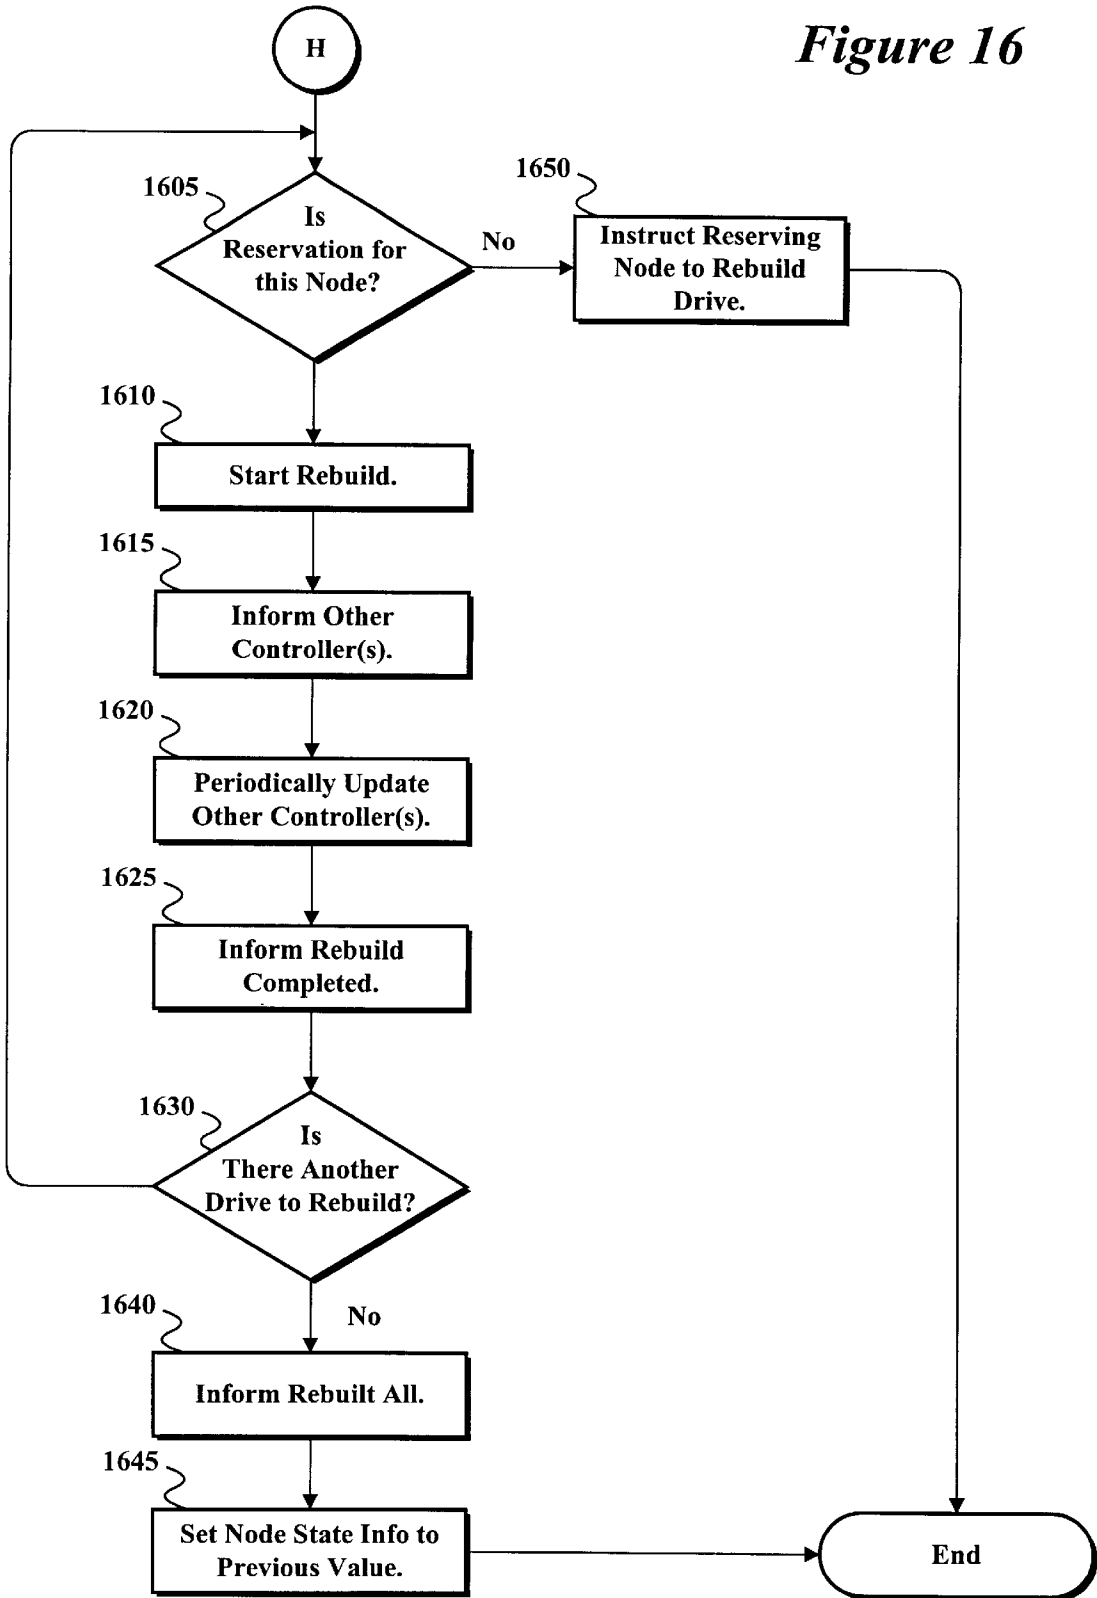 H
Figure 16
1605
Is
Reservation for
this Node?
No
1650
Instruct Reserving
Node to Rebuild
Drive.
1610
Start Rebuild.
1615
Inform Other
Controller(s).
1620
Periodically Update
Other Controller(s).
1625
Inform Rebuild
Completed.
1630
Is
There Another
Drive to Rebuild?
No
1640
Inform Rebuilt All.
1645
Set Node State Info to
Previous Value.
End